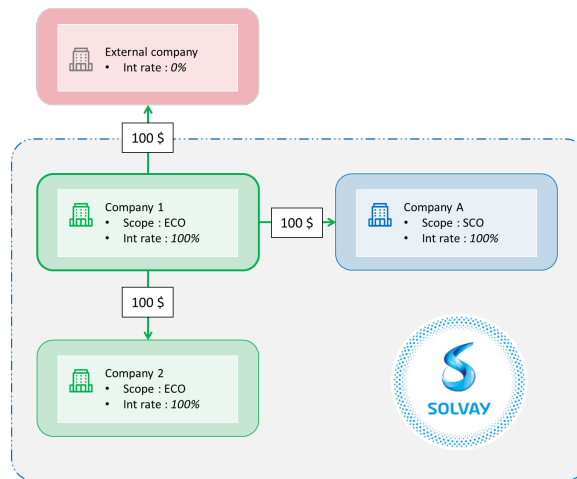 External company
• Int rate : 0%
100 $
Company 1
• Scope : ECO
• Int rate : 100%
100 $
Company A
• Scope : SCO
• Int rate : 100%
100 $
Company 2
• Scope : ECO
• Int rate : 100%
SOLVAY